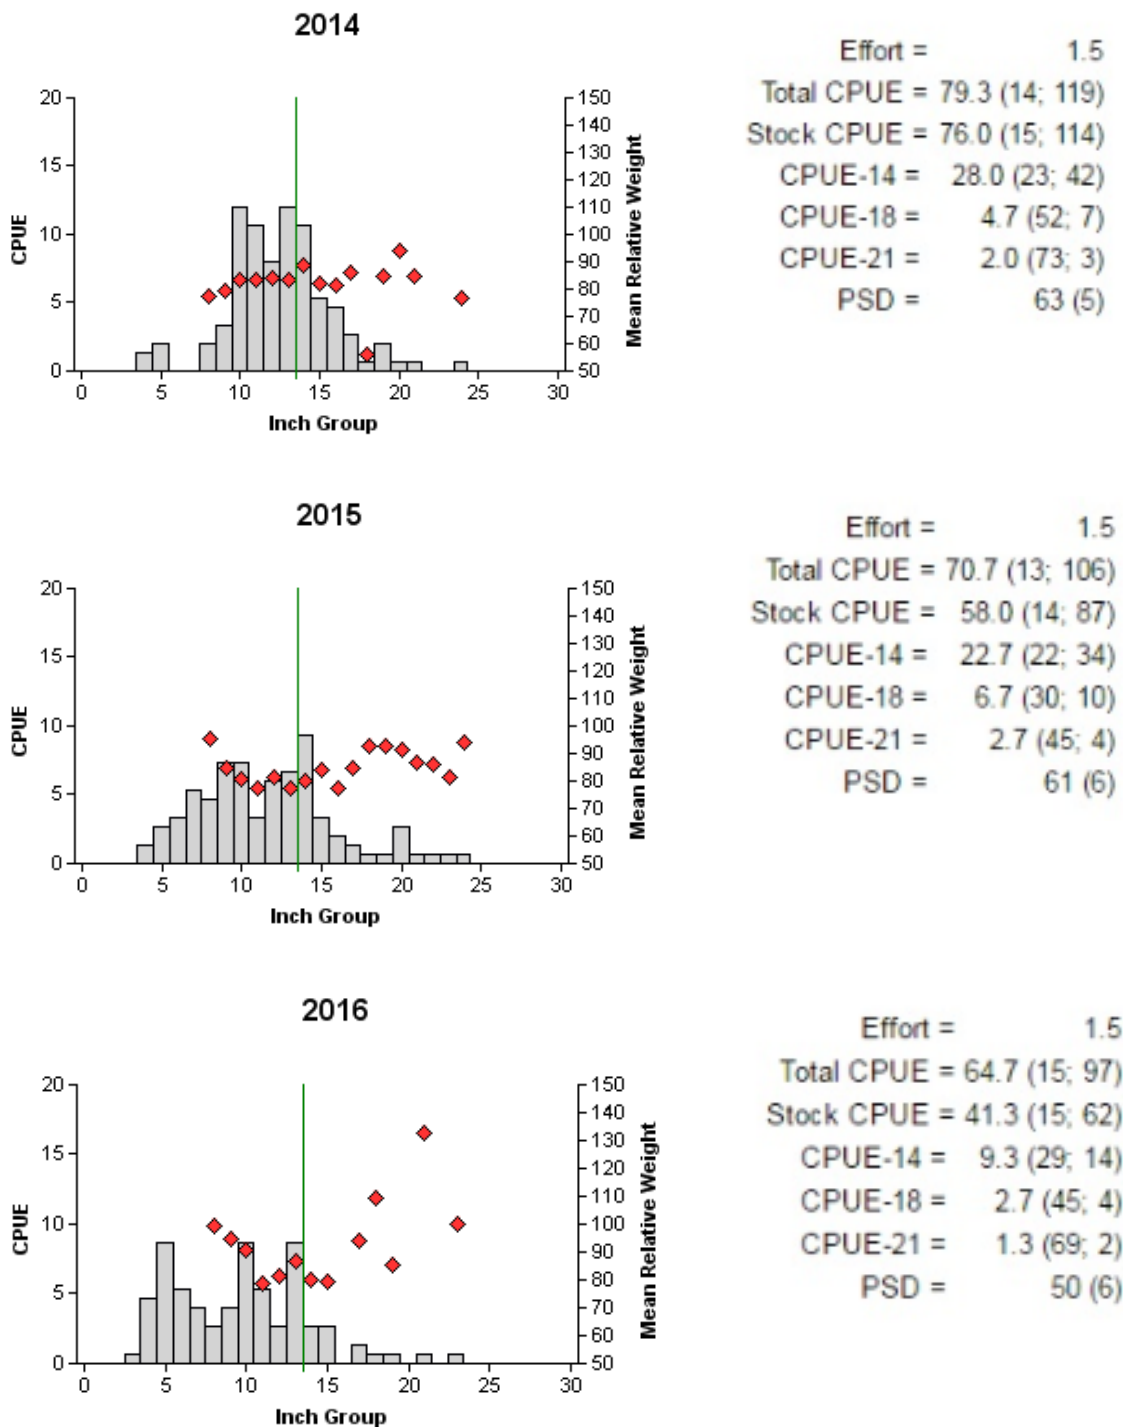 2014
Effort = 1.5
Total CPUE = 79.3 (14; 119)
Stock CPUE = 76.0 (15; 114)
CPUE-14 = 28.0 (23; 42)
CPUE-18 = 4.7 (52; 7)
CPUE-21 = 2.0 (73; 3)
PSD = 63 (5)
20
15
10
5
0
CPUE
150
140
130
120
110
100
90
80
70
60
50
Mean Relative Weight
0 5 10 15 20 25 30
Inch Group
2015
Effort = 1.5
Total CPUE = 70.7 (13; 106)
Stock CPUE = 58.0 (14; 87)
CPUE-14 = 22.7 (22; 34)
CPUE-18 = 6.7 (30; 10)
CPUE-21 = 2.7 (45; 4)
PSD = 61 (6)
20
15
10
5
0
CPUE
150
140
130
120
110
100
90
80
70
60
50
Mean Relative Weight
0 5 10 15 20 25 30
Inch Group
2016
Effort = 1.5
Total CPUE = 64.7 (15; 97)
Stock CPUE = 41.3 (15; 62)
CPUE-14 = 9.3 (29; 14)
CPUE-18 = 2.7 (45; 4)
CPUE-21 = 1.3 (69; 2)
PSD = 50 (6)
20
15
10
5
0
CPUE
150
140
130
120
110
100
90
80
70
60
50
Mean Relative Weight
0 5 10 15 20 25 30
Inch Group